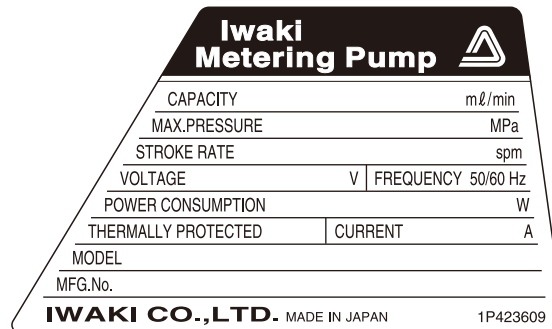 Iwaki
Metering Pump
CAPACITY mℓ/min
MAX.PRESSURE MPa
STROKE RATE spm
VOLTAGE V FREQUENCY 50/60 Hz
POWER CONSUMPTION W
THERMALLY PROTECTED CURRENT A
MODEL
MFG.No.
IWAKI CO.,LTD. MADE IN JAPAN 1P423609